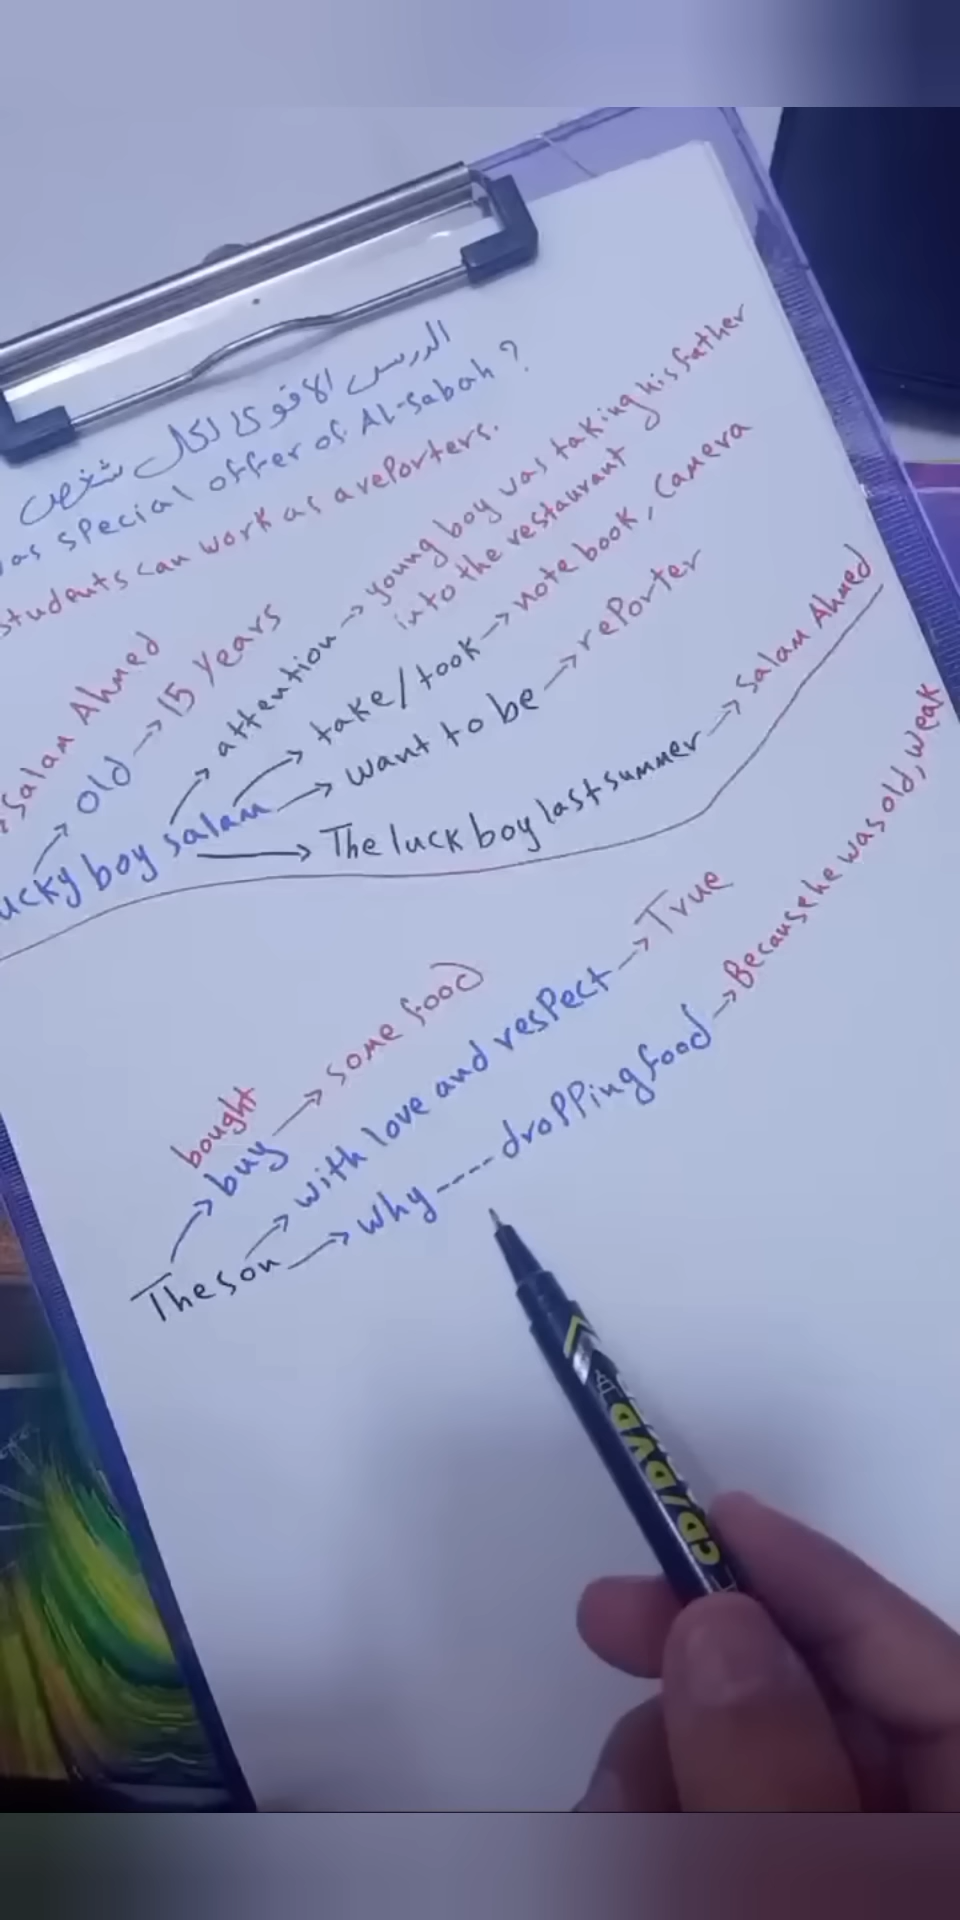 الدرس الاقوى لكل شخص
was special offer of Al-Sabah ?
students can work as a reporters.
Salam Ahmed
old → 15 years
attention → young boy was taking his father
into the restaurant
take/took → note book, camera
want to be → reporter
ucky boy salam → The luck boy last summer → Salam Ahmed
bought
buy → some food
with love and respect → True
The son → why ---- dropping food → Because he was old, weak
CD/DVD